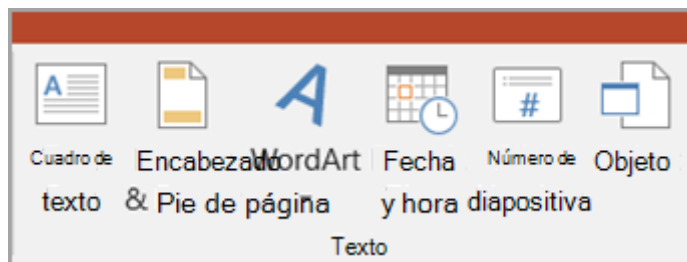 Cuadro de texto
Encabezado & Pie de página
WordArt
Fecha y hora
Número de diapositiva
Objeto
Texto